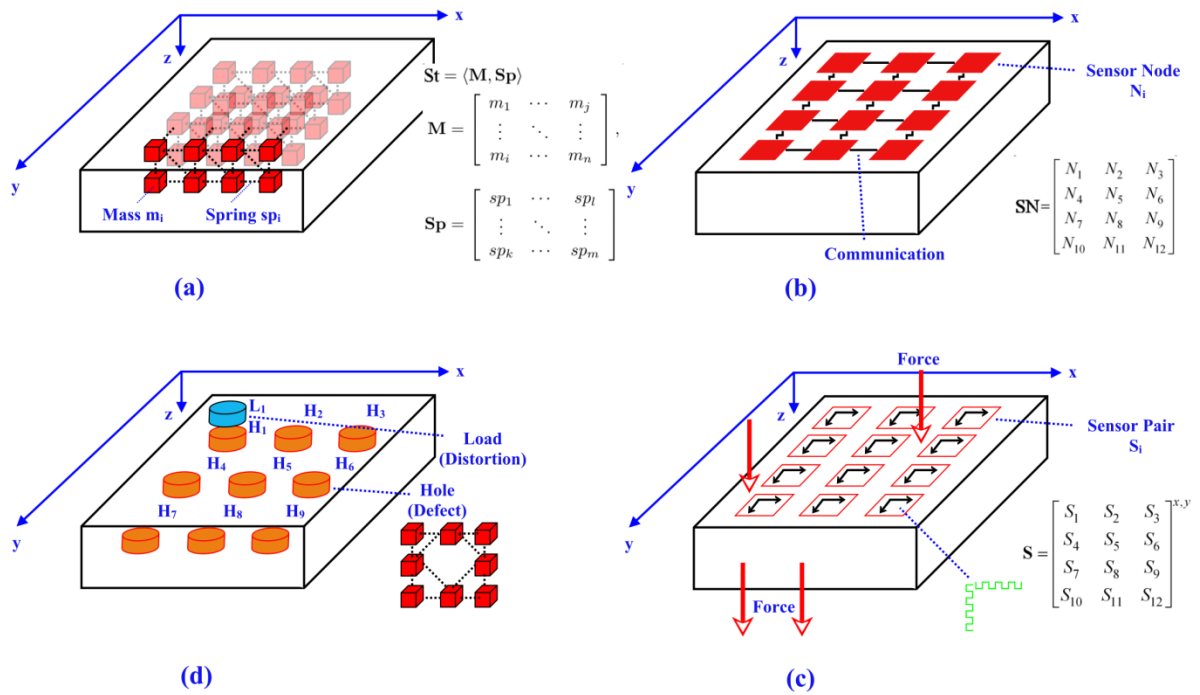 x
z
y
St = ⟨M, Sp⟩
M = [ m₁ ⋯ mⱼ
⋮ ⋱ ⋮
mᵢ ⋯ mₙ ] ,
Sp = [ sp₁ ⋯ spₗ
⋮ ⋱ ⋮
spₖ ⋯ spₘ ]
Mass mᵢ
Spring spᵢ
(a)
x
z
y
Sensor Node
Nᵢ
SN= [ N₁ N₂ N₃
N₄ N₅ N₆
N₇ N₈ N₉
N₁₀ N₁₁ N₁₂ ]
Communication
(b)
x
z
y
L₁
H₁ H₂ H₃
H₄ H₅ H₆
H₇ H₈ H₉
Load
(Distortion)
Hole
(Defect)
(d)
Force
x
z
y
Sensor Pair
Sᵢ
S = [ S₁ S₂ S₃
S₄ S₅ S₆
S₇ S₈ S₉
S₁₀ S₁₁ S₁₂ ]ˣ,ʸ
Force
(c)